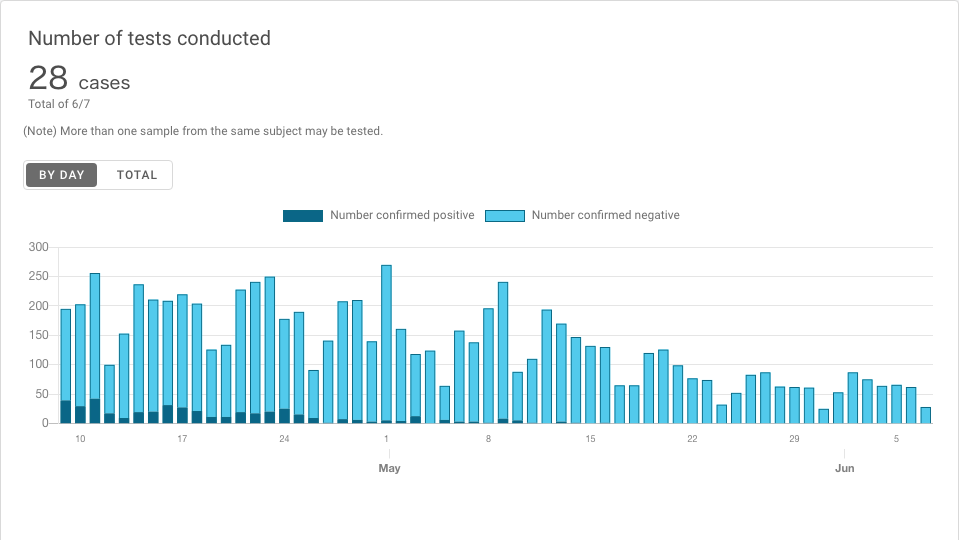 Number of tests conducted
28 cases
Total of 6/7
(Note) More than one sample from the same subject may be tested.
BY DAY TOTAL
Number confirmed positive Number confirmed negative
300
250
200
150
100
50
0
10 17 24 1 8 15 22 29 5
May Jun